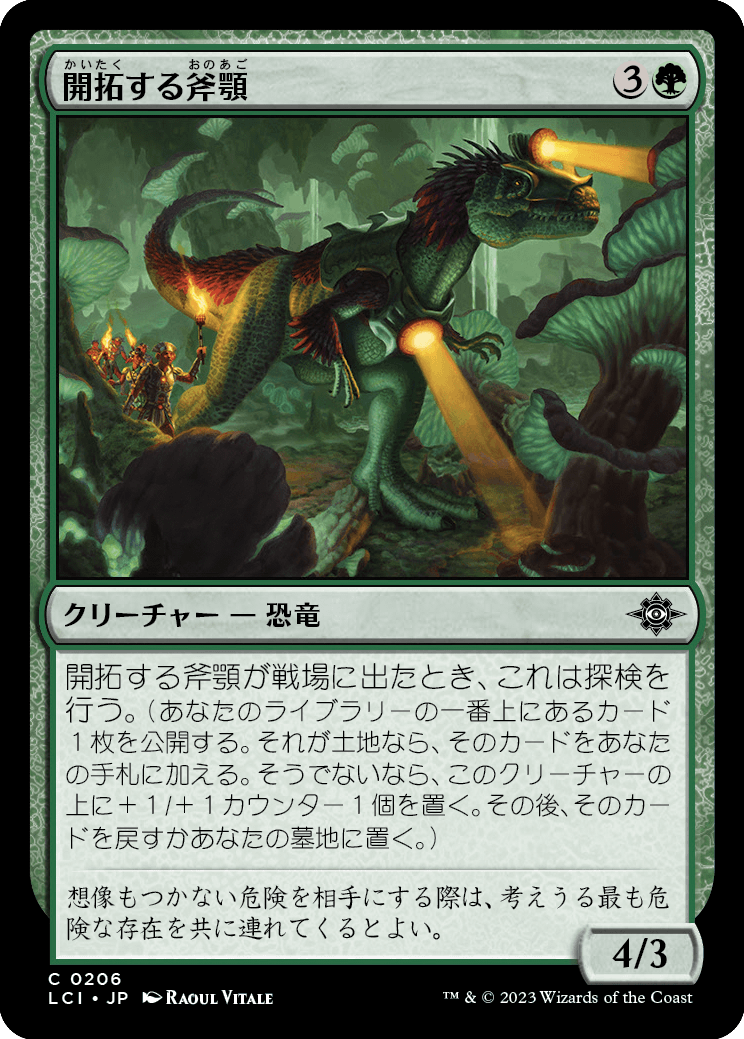 かいたく おのあご
開拓する斧顎 3
クリーチャー — 恐竜
開拓する斧顎が戦場に出たとき、これは探検を
行う。（あなたのライブラリーの一番上にあるカード
１枚を公開する。それが土地なら、そのカードをあなた
の手札に加える。そうでないなら、このクリーチャーの
上に＋１/＋１カウンター１個を置く。その後、そのカー
ドを戻すかあなたの墓地に置く。）
想像もつかない危険を相手にする際は、考えうる最も危
険な存在を共に連れてくるとよい。
4/3
C 0206
LCI • JP Raoul Vitale
™ & © 2023 Wizards of the Coast